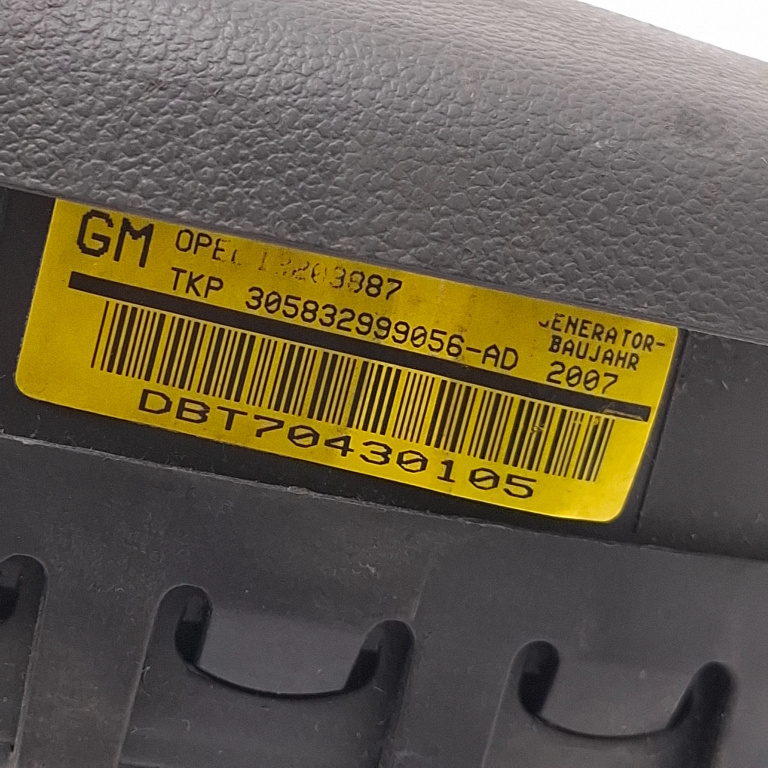 GM OPEL 13203887
TKP 305832999056-AD
GENERATOR-
BAUJAHR
2007
DBT70430105